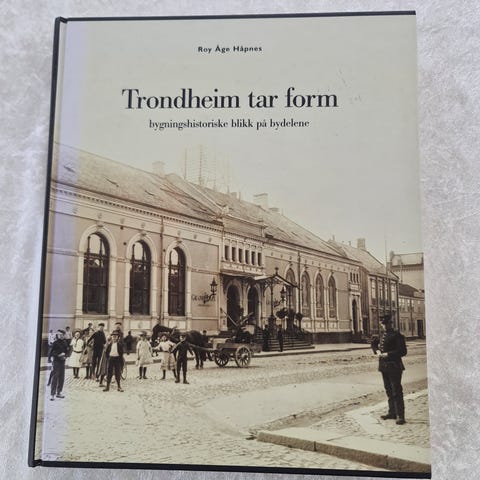 Roy Åge Håpnes
Trondheim tar form
bygningshistoriske blikk på bydelene